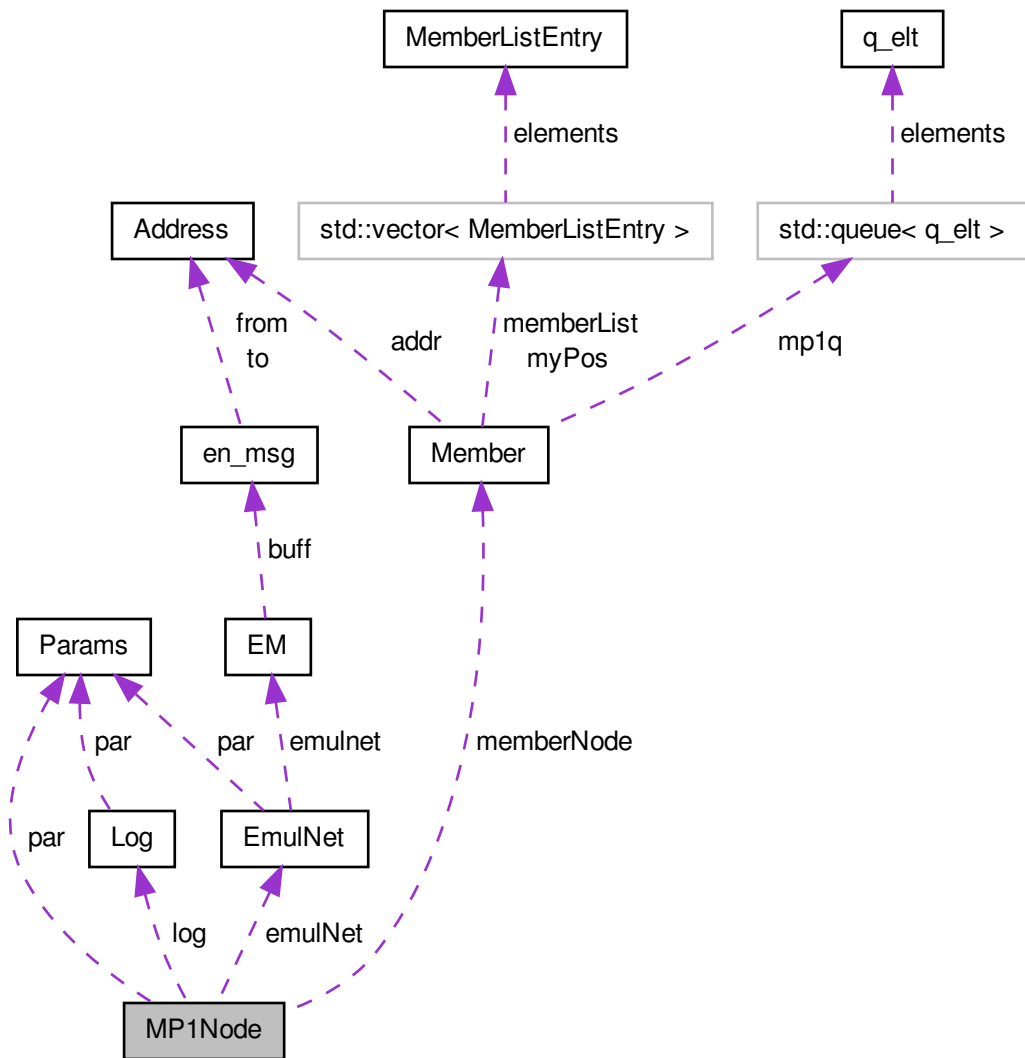 MemberListEntry
q_elt
elements
elements
Address
std::vector< MemberListEntry >
std::queue< q_elt >
from
to
addr
memberList
myPos
mp1q
en_msg
Member
buff
Params
EM
par
par
emulnet
memberNode
par
Log
EmulNet
log
emulNet
MP1Node